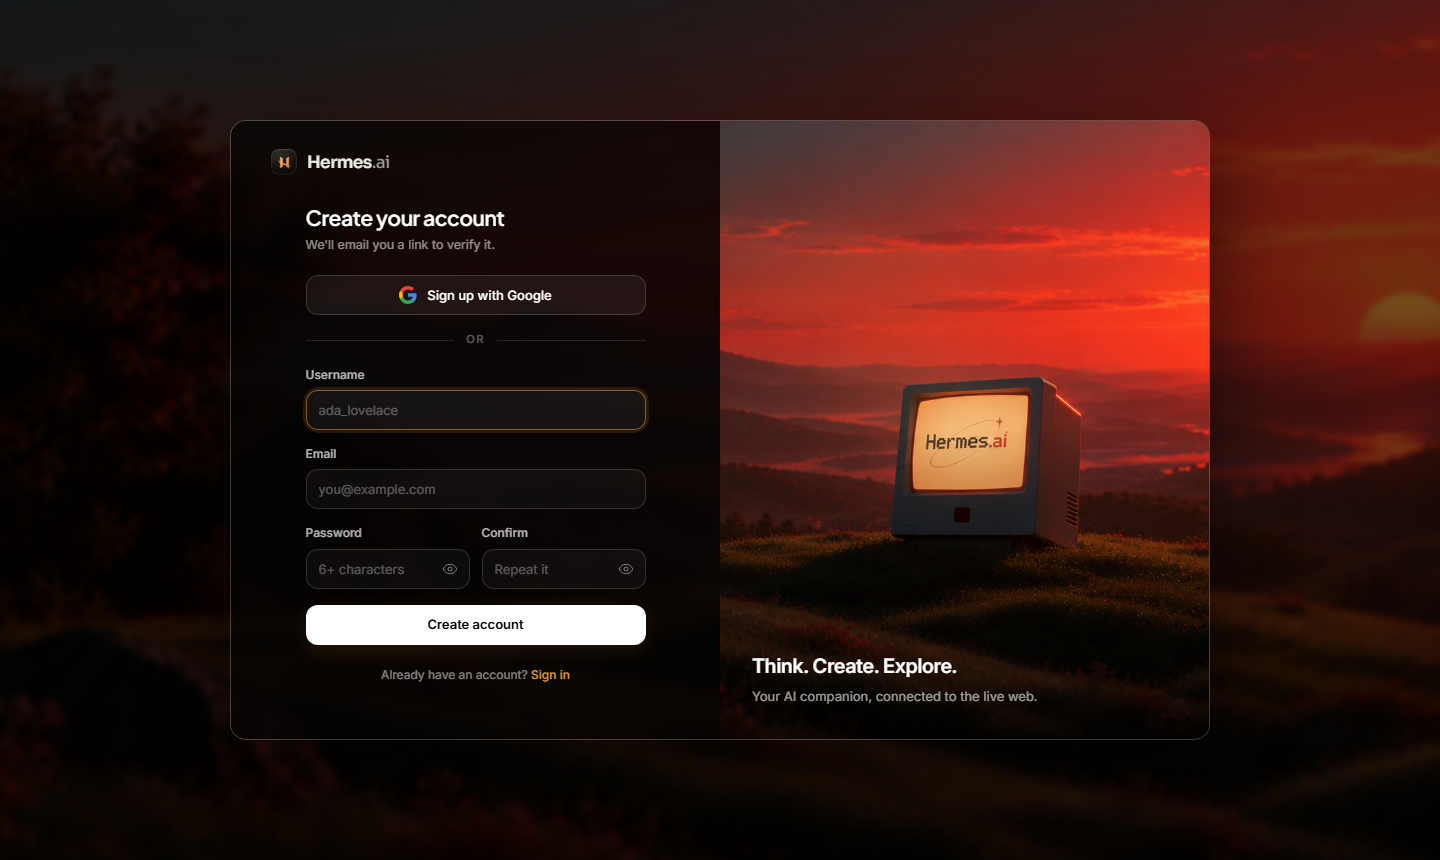 Hermes.ai
Create your account
We'll email you a link to verify it.
Sign up with Google
OR
Username
ada_lovelace
Email
you@example.com
Password
Confirm
6+ characters
Repeat it
Create account
Already have an account? Sign in
Hermes.ai
Think. Create. Explore.
Your AI companion, connected to the live web.